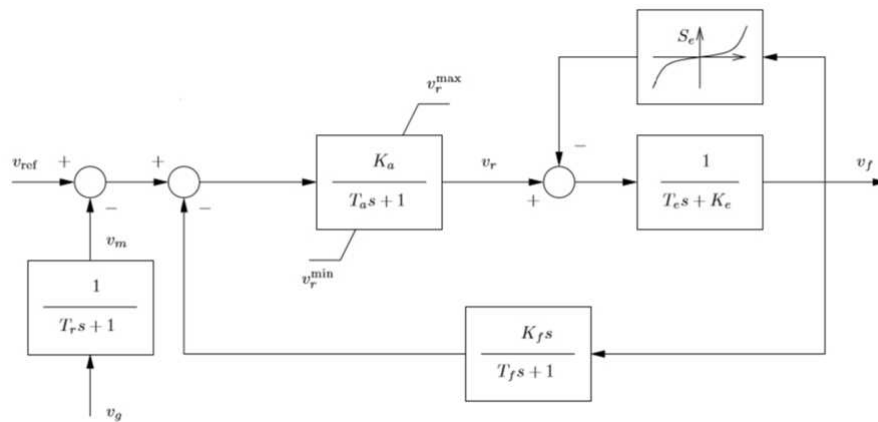 S_e
v_r^max
v_ref
+
−
+
−
K_a
T_a s + 1
v_r
−
+
1
T_e s + K_e
v_f
v_m
v_r^min
1
T_r s + 1
K_f s
T_f s + 1
v_g